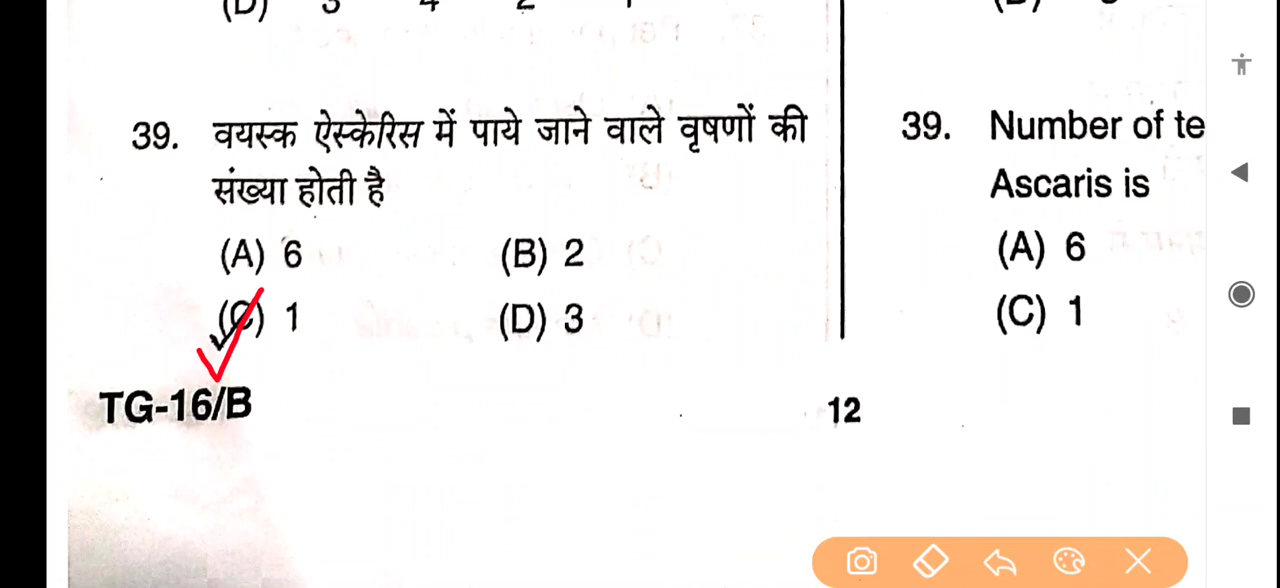 39. वयस्क ऐस्केरिस में पाये जाने वाले वृषणों की
संख्या होती है
(A) 6 (B) 2
(C) 1 (D) 3
TG-16/B
12
39. Number of te
Ascaris is
(A) 6
(C) 1